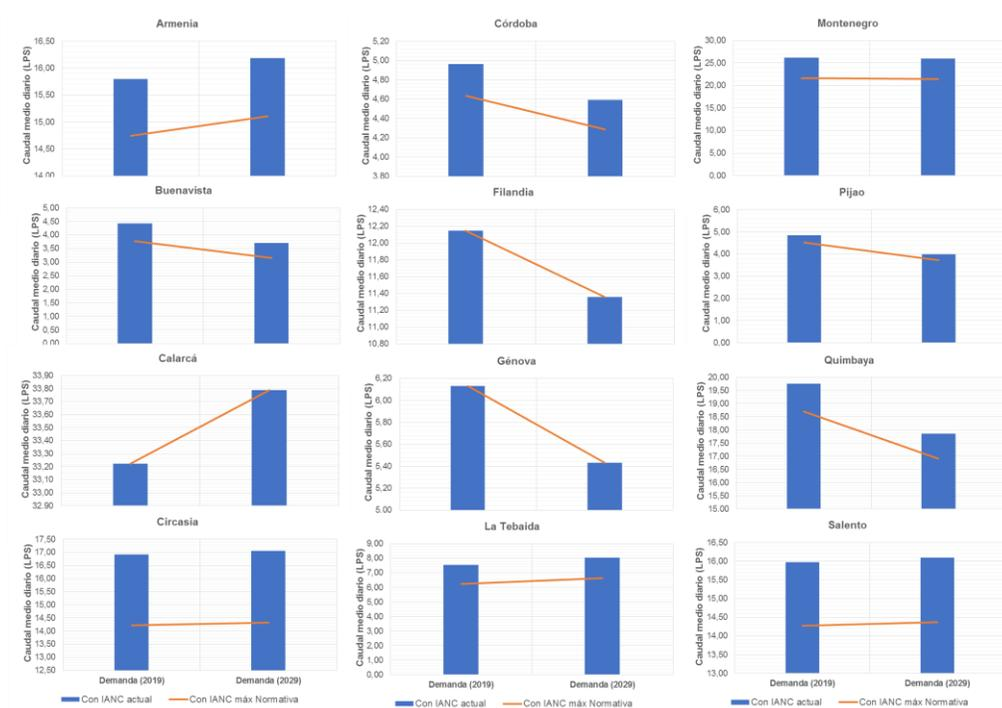 Armenia
Caudal medio diario (LPS)
16,50
16,00
15,50
15,00
14,50
14,00
Córdoba
Caudal medio diario (LPS)
5,20
5,00
4,80
4,60
4,40
4,20
4,00
3,80
Montenegro
Caudal medio diario (LPS)
30,00
25,00
20,00
15,00
10,00
5,00
0,00
Buenavista
Caudal medio diario (LPS)
5,00
4,50
4,00
3,50
3,00
2,50
2,00
1,50
1,00
0,50
0,00
Filandia
Caudal medio diario (LPS)
12,40
12,20
12,00
11,80
11,60
11,40
11,20
11,00
10,80
Pijao
Caudal medio diario (LPS)
6,00
5,00
4,00
3,00
2,00
1,00
0,00
Calarcá
Caudal medio diario (LPS)
33,90
33,80
33,70
33,60
33,50
33,40
33,30
33,20
33,10
33,00
32,90
Génova
Caudal medio diario (LPS)
6,20
6,00
5,80
5,60
5,40
5,20
5,00
Quimbaya
Caudal medio diario (LPS)
20,00
19,50
19,00
18,50
18,00
17,50
17,00
16,50
16,00
15,50
15,00
Circasia
Caudal medio diario (LPS)
17,50
17,00
16,50
16,00
15,50
15,00
14,50
14,00
13,50
13,00
12,50
Demanda (2019)
Demanda (2029)
Con IANC actual
Con IANC máx Normativa
La Tebaida
Caudal medio diario (LPS)
9,00
8,00
7,00
6,00
5,00
4,00
3,00
2,00
1,00
0,00
Demanda (2019)
Demanda (2029)
Con IANC actual
Con IANC máx Normativa
Salento
Caudal medio diario (LPS)
16,50
16,00
15,50
15,00
14,50
14,00
13,50
13,00
Demanda (2019)
Demanda (2029)
Con IANC actual
Con IANC máx Normativa